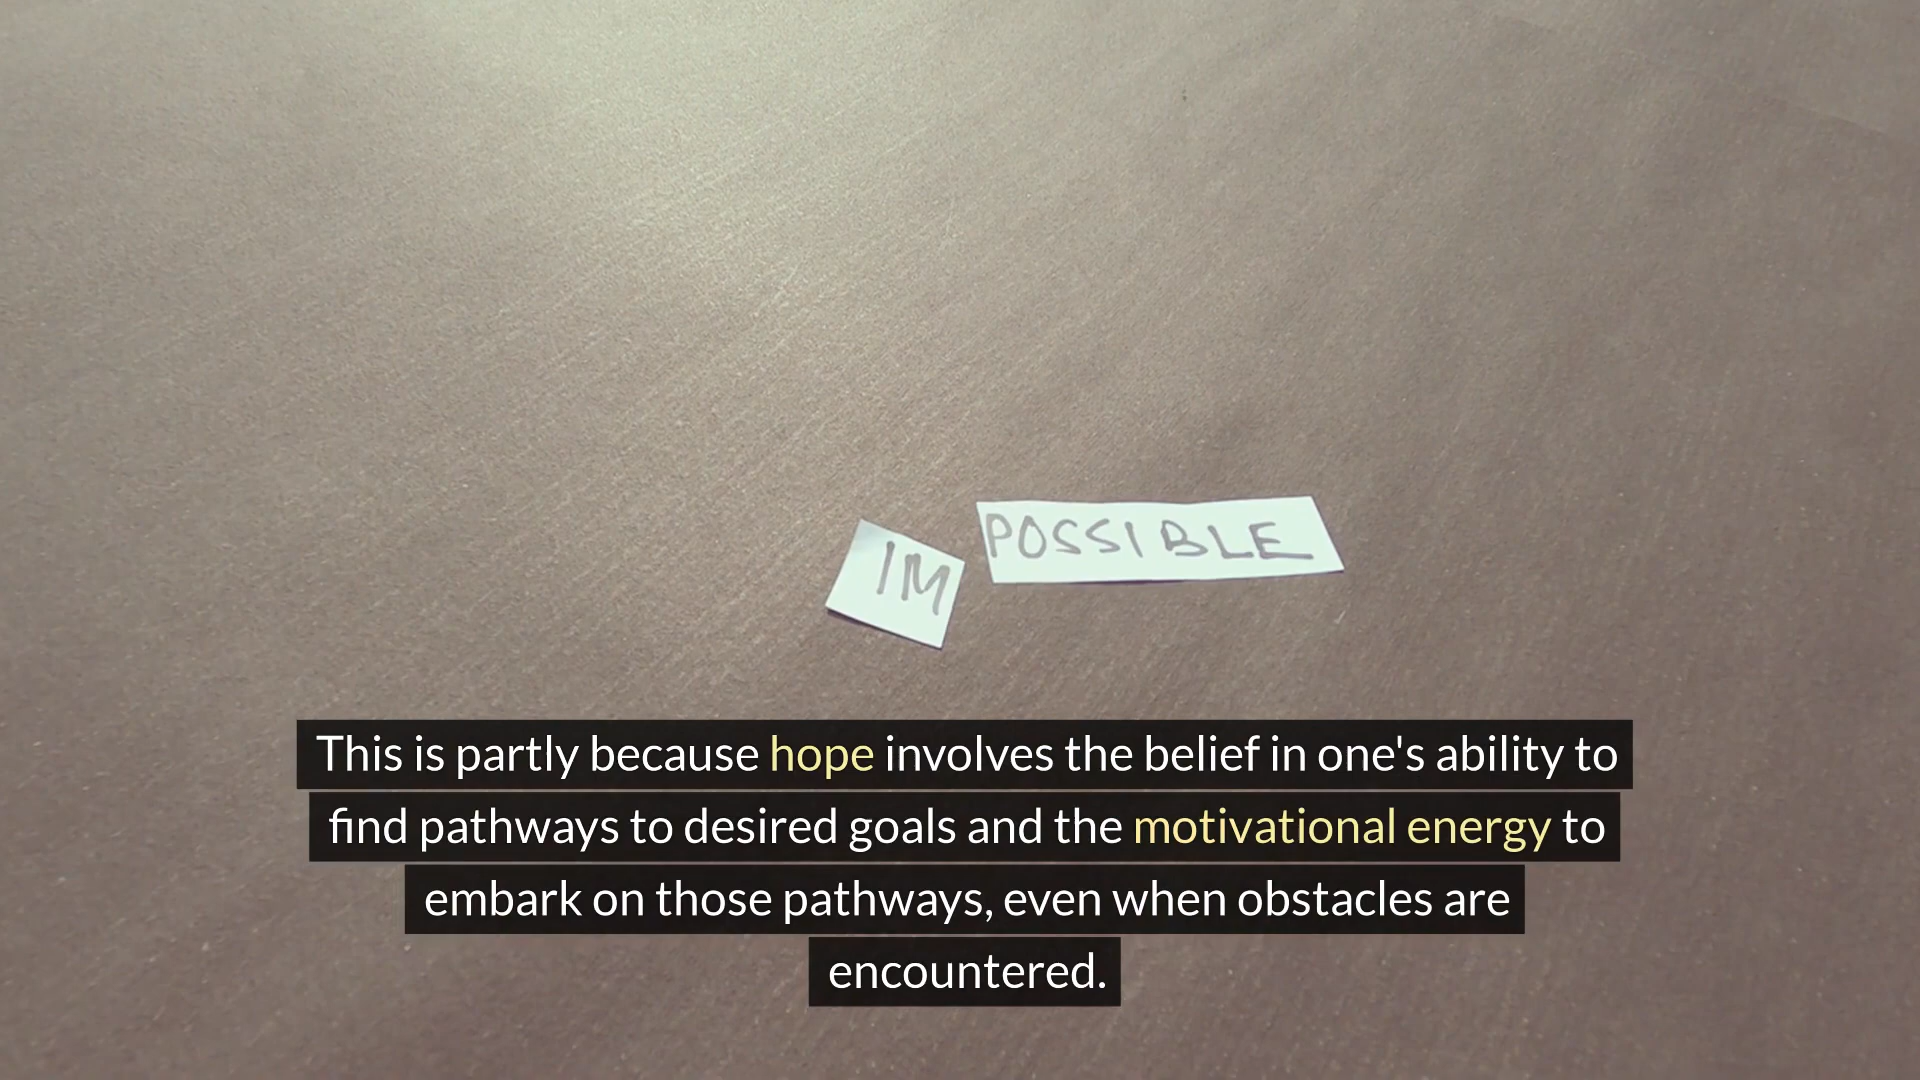 IM POSSIBLE
This is partly because hope involves the belief in one's ability to
find pathways to desired goals and the motivational energy to
embark on those pathways, even when obstacles are
encountered.